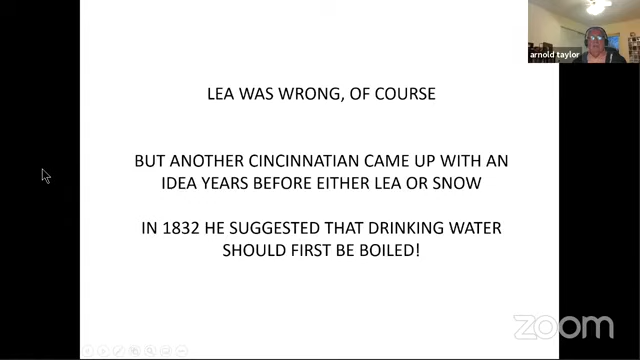 arnold taylor
LEA WAS WRONG, OF COURSE
BUT ANOTHER CINCINNATIAN CAME UP WITH AN
IDEA YEARS BEFORE EITHER LEA OR SNOW
IN 1832 HE SUGGESTED THAT DRINKING WATER
SHOULD FIRST BE BOILED!
zoom